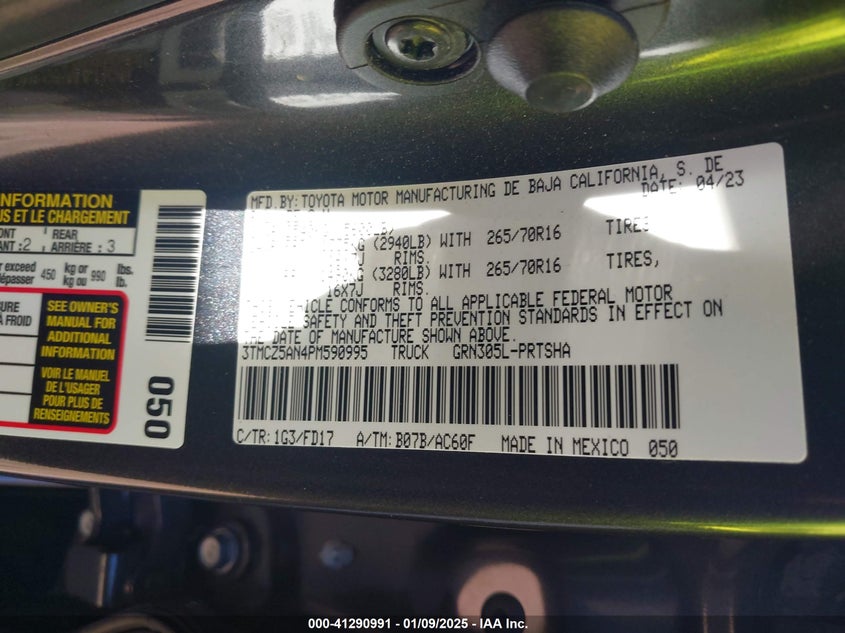 INFORMATION
US ET LE CHARGEMENT
REAR
ANT: 2 ARRIÈRE : 3
r exceed
dépasser 450 kg or kg ou 990 lbs. lb.
À FROID
SEE OWNER'S
MANUAL FOR
ADDITIONAL
INFORMATION
VOIR LE MANUEL
DE L'USAGER
POUR PLUS DE
RENSEIGNEMENTS
050
MFD. BY: TOYOTA MOTOR MANUFACTURING DE BAJA CALIFORNIA, S. DE
DATE: 04/23
(2940LB) WITH 265/70R16 TIRES
RIMS.
(3280LB) WITH 265/70R16 TIRES,
16X7J RIMS.
CONFORMS TO ALL APPLICABLE FEDERAL MOTOR
SAFETY AND THEFT PREVENTION STANDARDS IN EFFECT ON
DATE OF MANUFACTURE SHOWN ABOVE.
3TMCZ5AN4PM590995 TRUCK GRN305L-PRTSHA
C/TR: 1G3/FD17 A/TM: B07B/AC60F MADE IN MEXICO 050
000-41290991 — 01/09/2025 — IAA Inc.